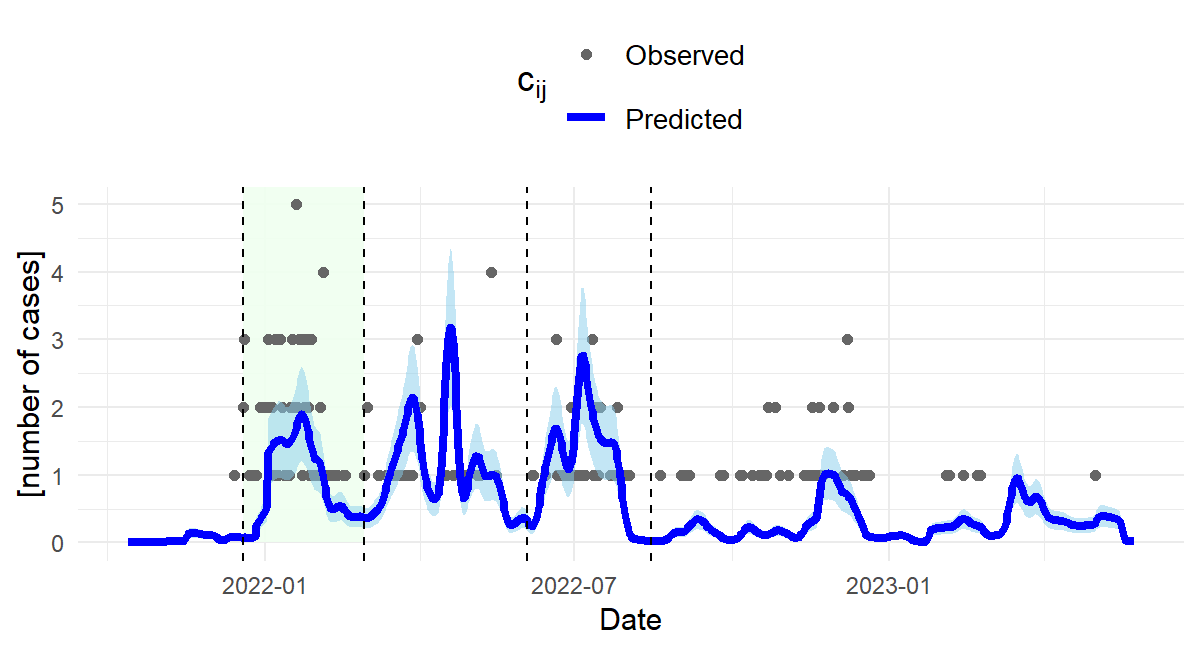 c_ij
Observed
Predicted
[number of cases]
5
4
3
2
1
0
2022-01
2022-07
2023-01
Date